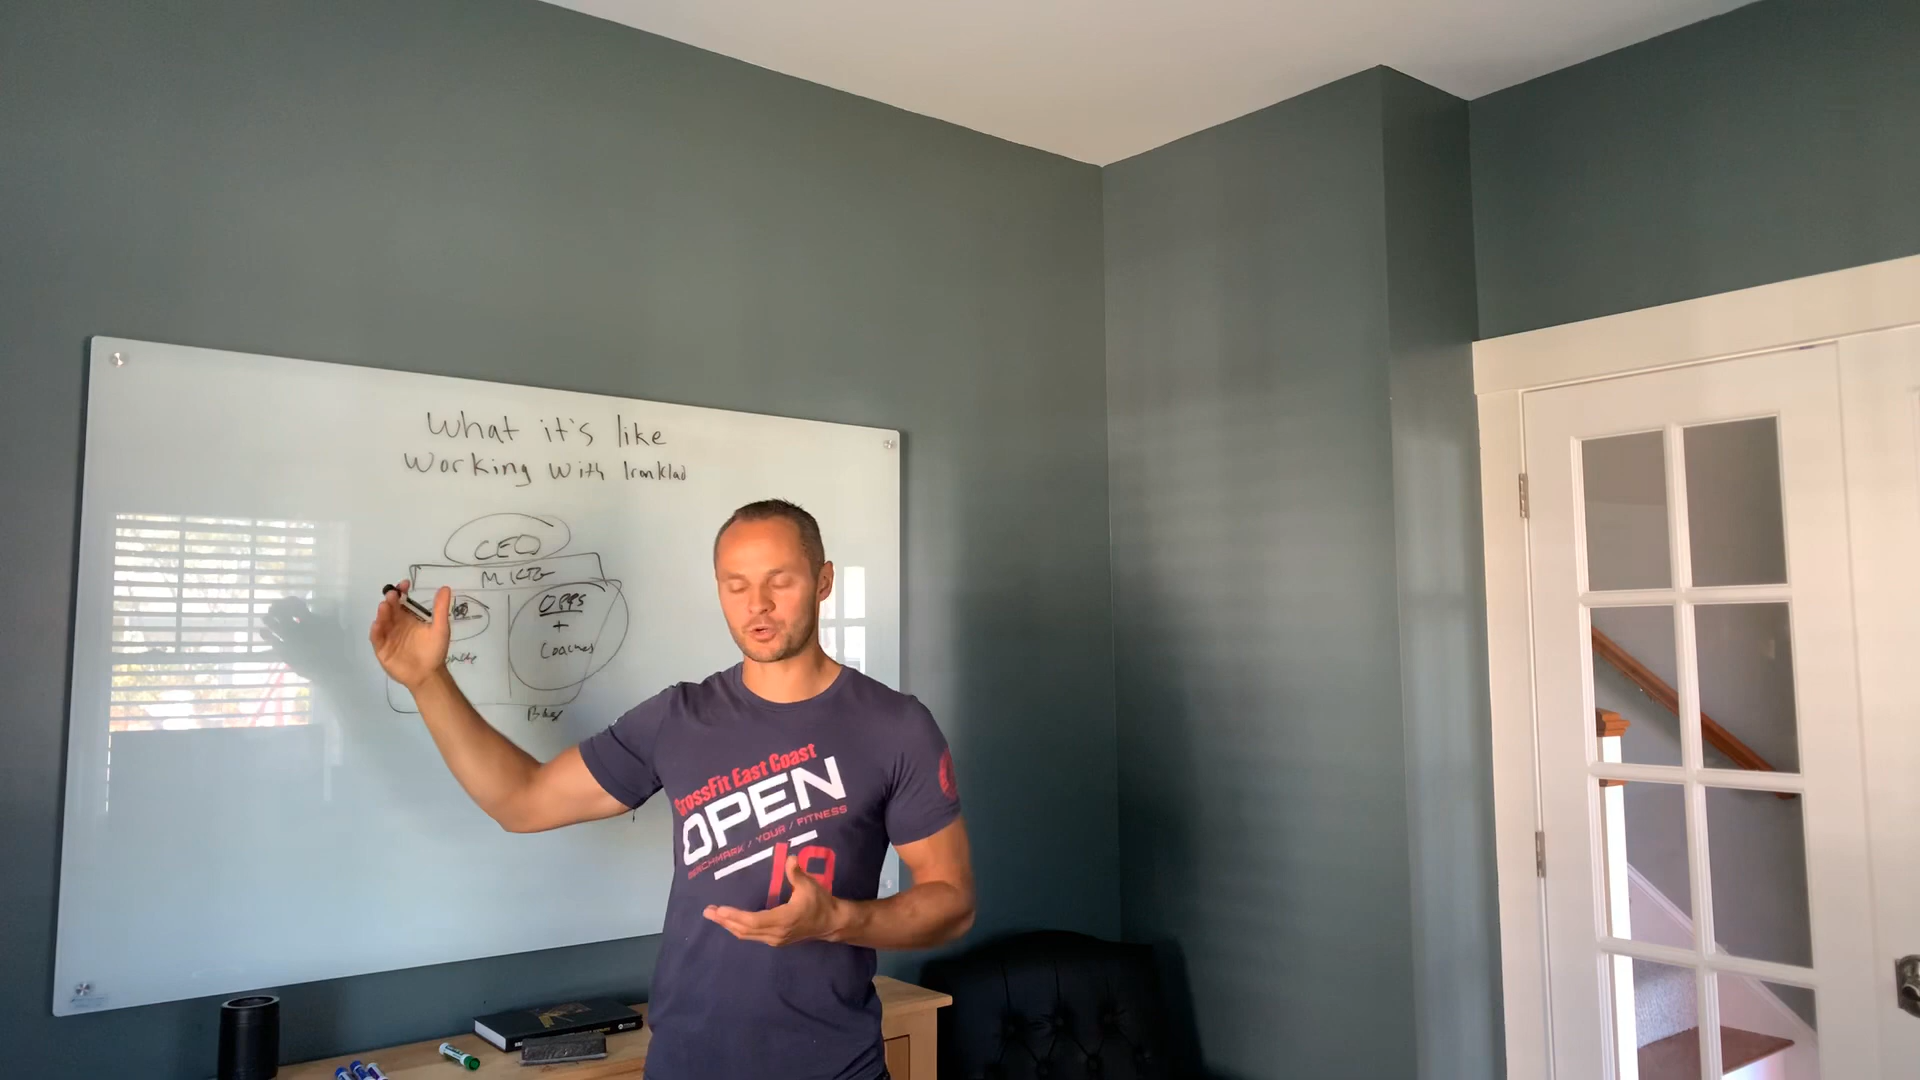 What it's like
Working with Ironklad
CEO
MKTG
OPPS
+
Coaches
CrossFit East Coast
OPEN
BENCHMARK / YOUR / FITNESS
19